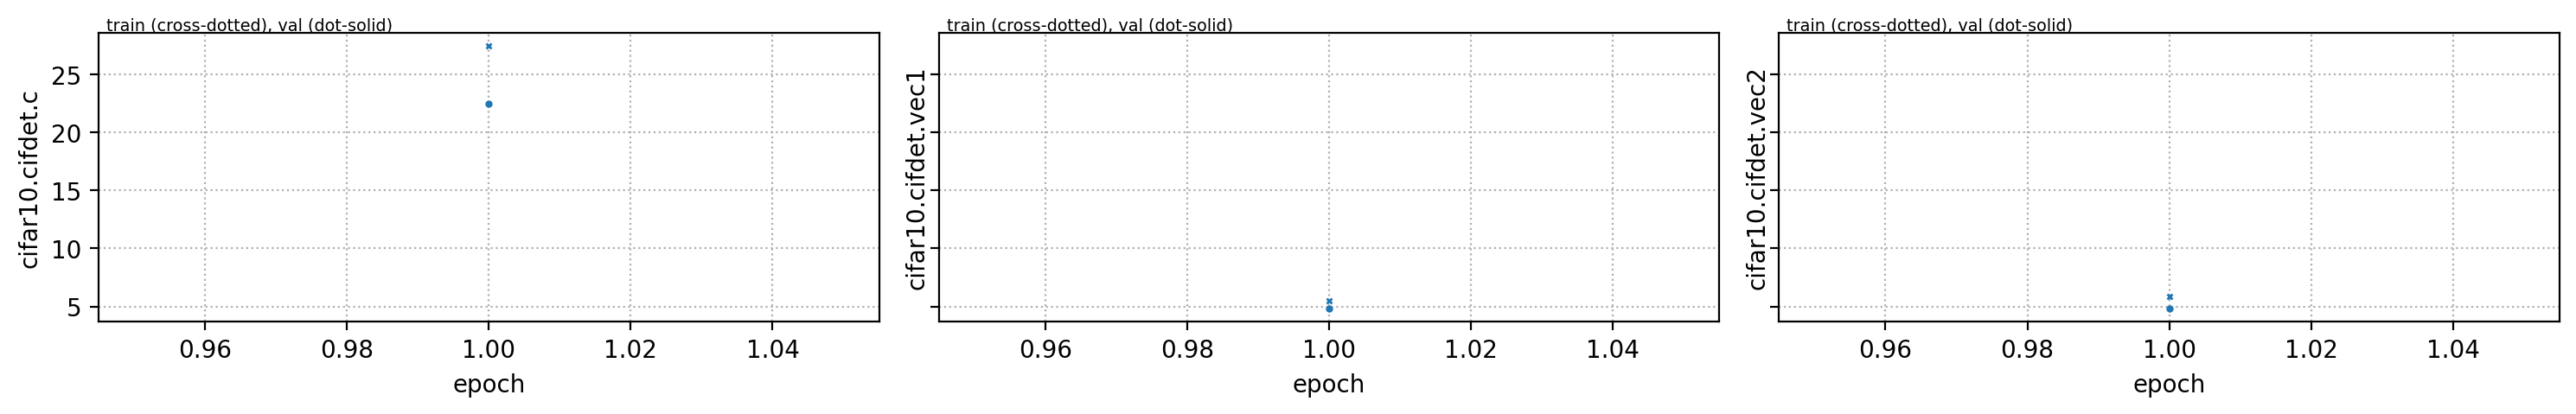 train (cross-dotted), val (dot-solid)
cifar10.cifdet.c
25
20
15
10
5
0.96 0.98 1.00 1.02 1.04
epoch
train (cross-dotted), val (dot-solid)
cifar10.cifdet.vec1
0.96 0.98 1.00 1.02 1.04
epoch
train (cross-dotted), val (dot-solid)
cifar10.cifdet.vec2
0.96 0.98 1.00 1.02 1.04
epoch